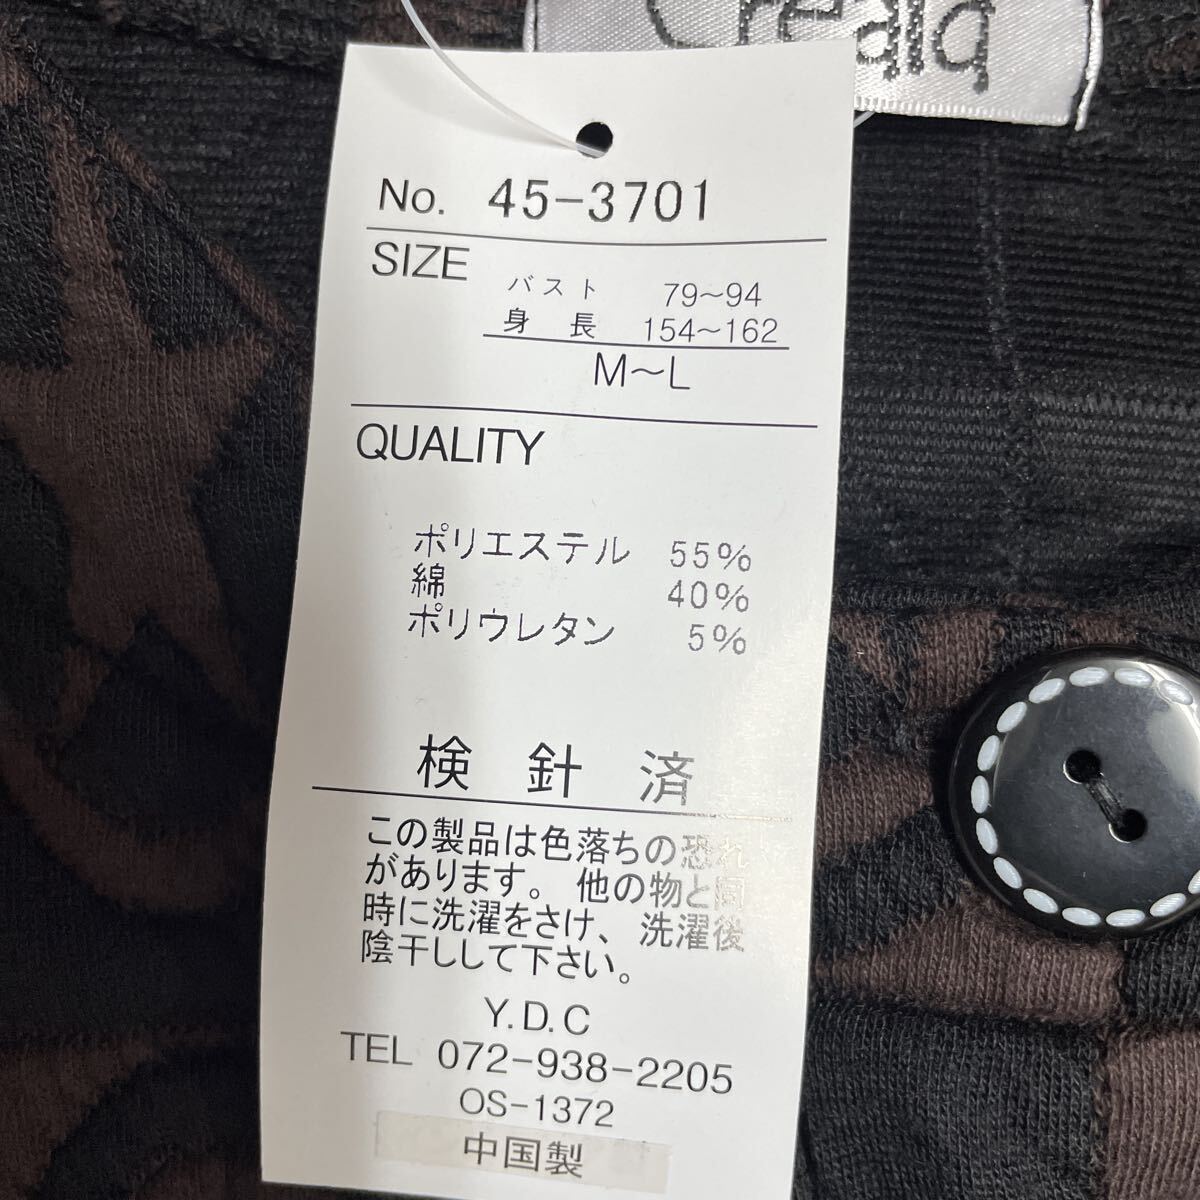 Creala
No. 45-3701
SIZE
バスト 79～94
身 長 154～162
M～L
QUALITY
ポリエステル 55%
綿 40%
ポリウレタン 5%
検 針 済
この製品は色落ちの恐れ
があります。 他の物と同
時に洗濯をさけ、 洗濯後
陰干しして下さい。
Y.D.C
TEL 072-938-2205
OS-1372
中国製